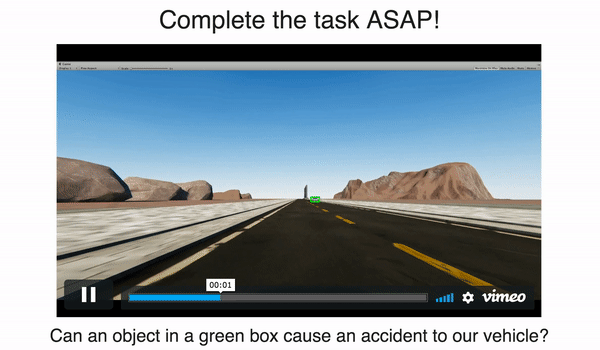 Complete the task ASAP!
00:01
vimeo
Can an object in a green box cause an accident to our vehicle?